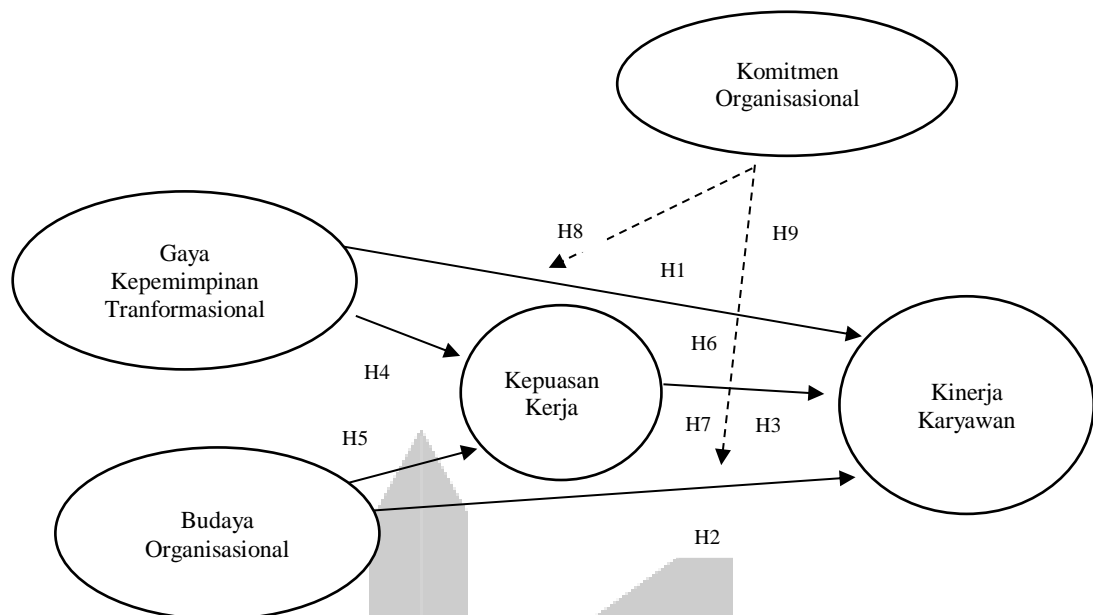 Komitmen
Organisasional
Gaya
Kepemimpinan
Tranformasional
H8
H9
H1
H6
H4
Kepuasan
Kerja
Kinerja
Karyawan
H7
H3
H5
Budaya
Organisasional
H2